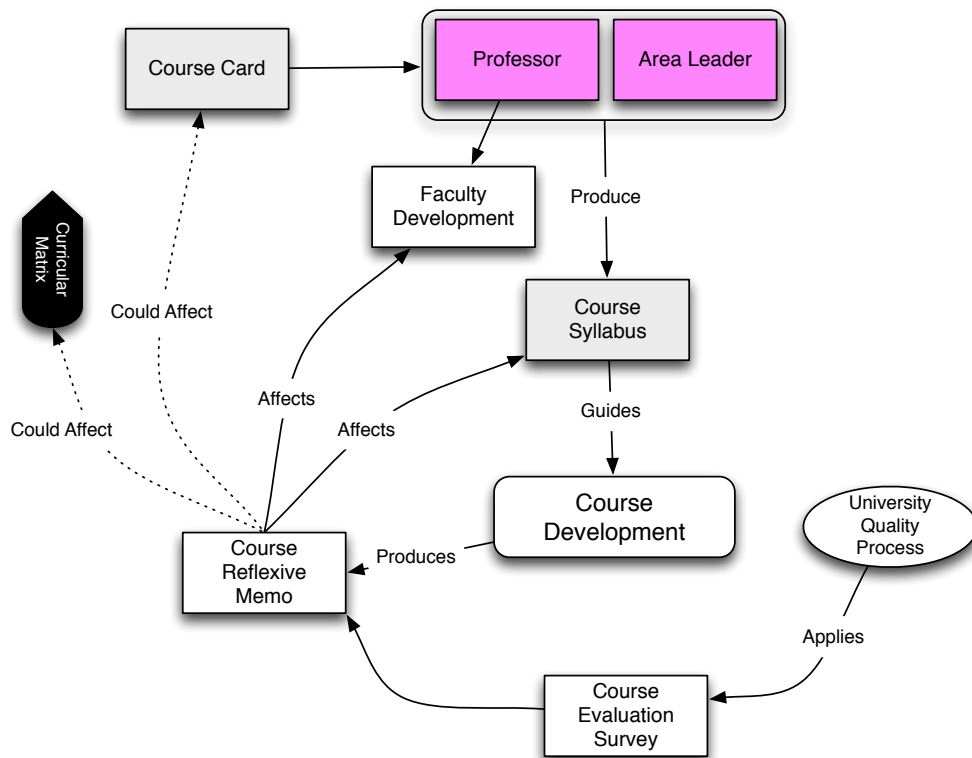 Course Card
Professor
Area Leader
Faculty
Development
Produce
Curricular
Matrix
Could Affect
Course
Syllabus
Affects
Affects
Guides
Could Affect
Course
Development
University
Quality
Process
Course
Reflexive
Memo
Produces
Applies
Course
Evaluation
Survey